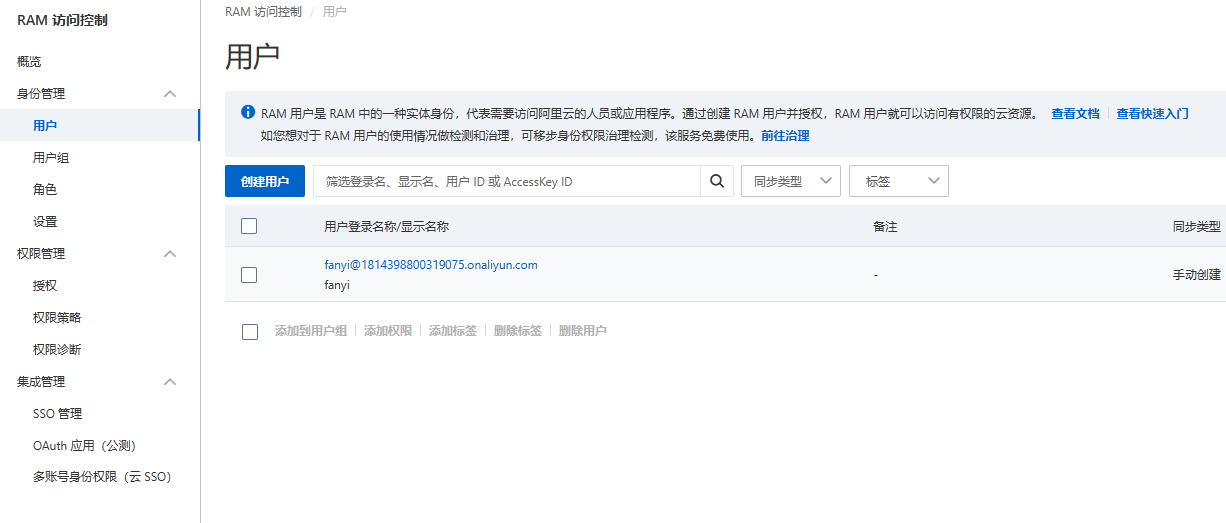 RAM 访问控制
概览
身份管理
用户
用户组
角色
设置
权限管理
授权
权限策略
权限诊断
集成管理
SSO 管理
OAuth 应用（公测）
多账号身份权限（云 SSO）
RAM 访问控制 / 用户
用户
RAM 用户是 RAM 中的一种实体身份，代表需要访问阿里云的人员或应用程序。通过创建 RAM 用户并授权，RAM 用户就可以访问有权限的云资源。 查看文档 查看快速入门
如您想对于 RAM 用户的使用情况做检测和治理，可移步身份权限治理检测，该服务免费使用。前往治理
创建用户 筛选登录名、显示名、用户 ID 或 AccessKey ID 同步类型 标签
用户登录名称/显示名称 备注 同步类型
fanyi@1814398800319075.onaliyun.com
fanyi - 手动创建
添加到用户组 添加权限 添加标签 删除标签 删除用户